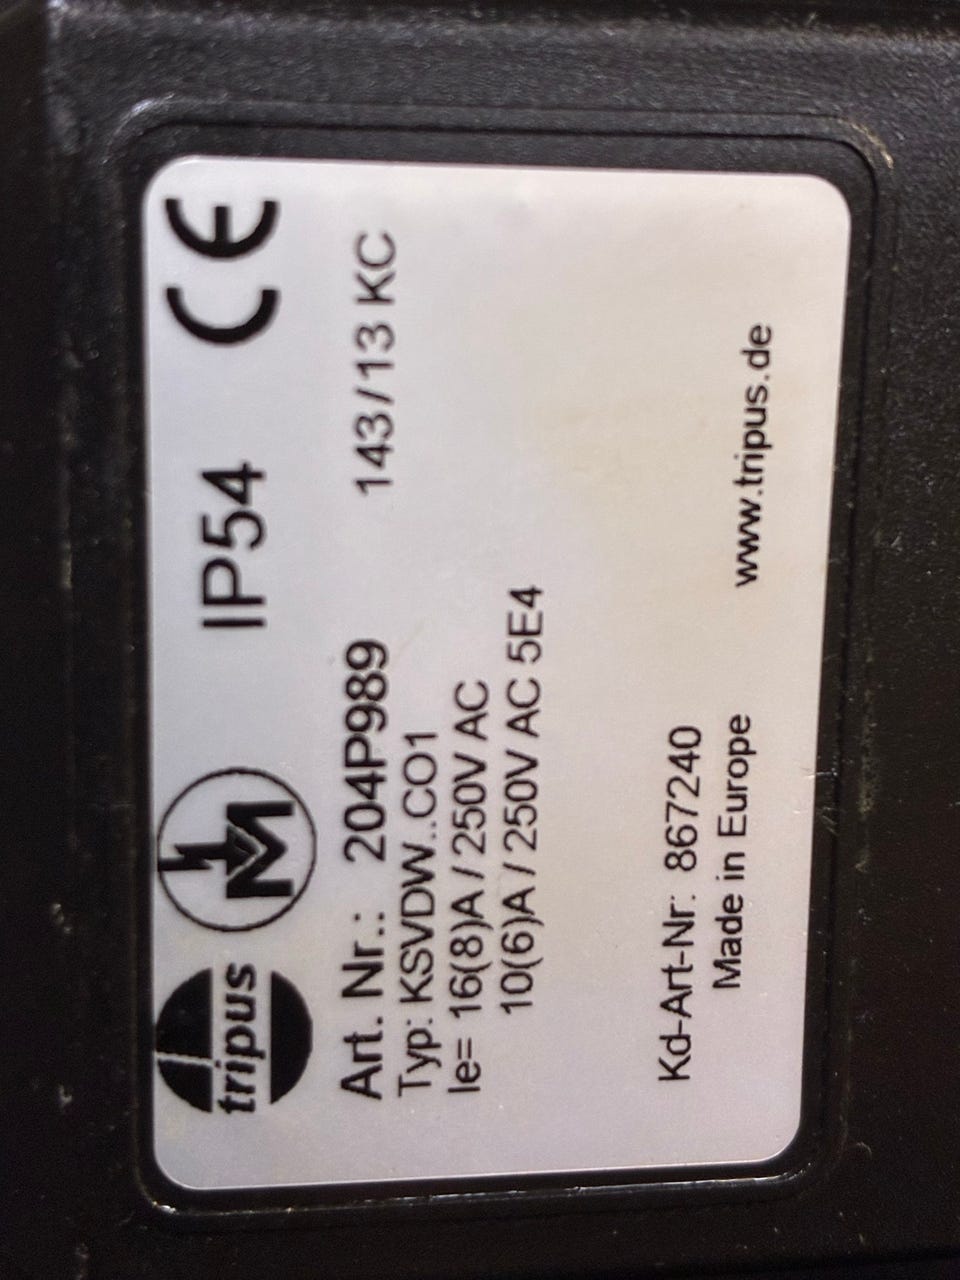 tripus M IP54 CE
Art. Nr.: 204P989 143/13 KC
Typ: KSVDW..CO1
Ie= 16(8)A / 250V AC
10(6)A / 250V AC 5E4
Kd-Art-Nr: 867240
Made in Europe www.tripus.de